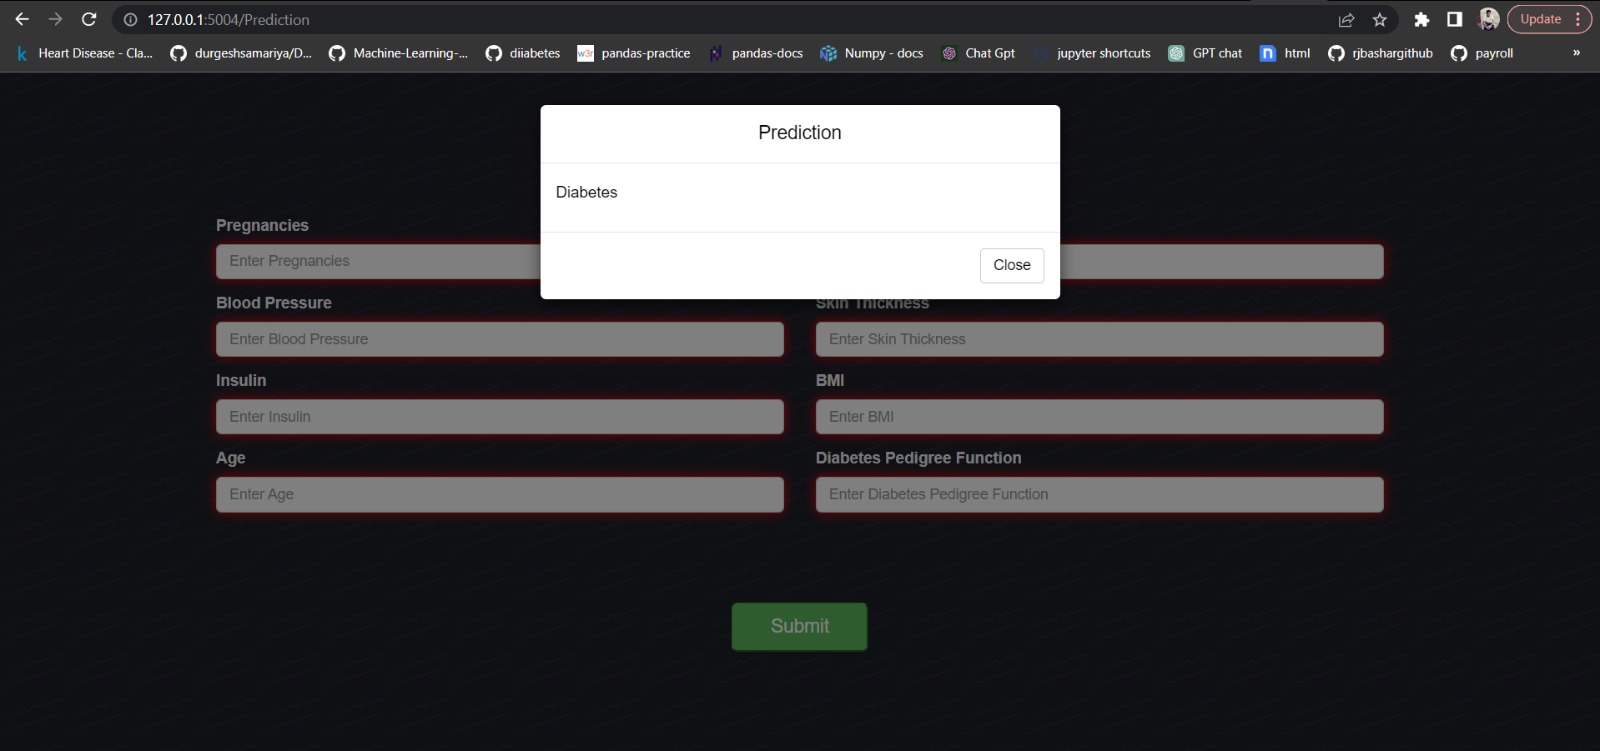 127.0.0.1:5004/Prediction
Update
Heart Disease - Cla...
durgeshsamariya/D...
Machine-Learning-...
diiabetes
w3r
pandas-practice
pandas-docs
Numpy - docs
Chat Gpt
jupyter shortcuts
GPT chat
html
rjbashargithub
payroll
»
Prediction
Diabetes
Close
Pregnancies
Enter Pregnancies
Blood Pressure
Skin Thickness
Enter Blood Pressure
Enter Skin Thickness
Insulin
BMI
Enter Insulin
Enter BMI
Age
Diabetes Pedigree Function
Enter Age
Enter Diabetes Pedigree Function
Submit